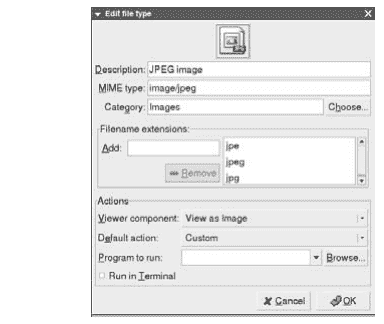 Edit file type
Description: JPEG image
MIME type: image/jpeg
Category: Images Choose...
Filename extensions:
Add:
jpe
jpeg
Remove
jpg
Actions
Viewer component: View as Image
Default action: Custom
Program to run: Browse...
Run in Terminal
Cancel OK